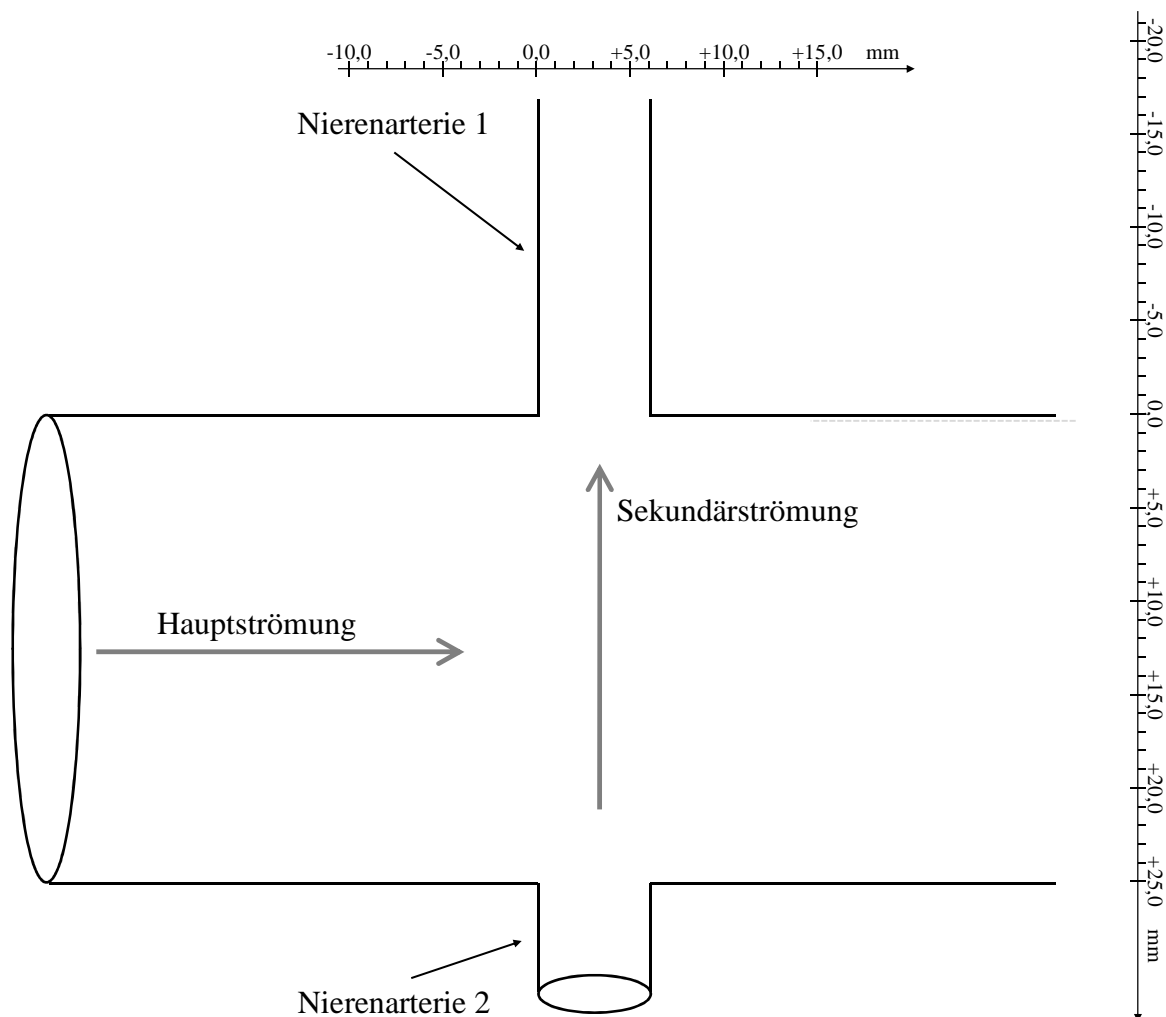 -10,0 -5,0 0,0 +5,0 +10,0 +15,0 mm
Nierenarterie 1
Sekundärströmung
Hauptströmung
Nierenarterie 2
-20,0
-15,0
-10,0
-5,0
0,0
+5,0
+10,0
+15,0
+20,0
+25,0
mm